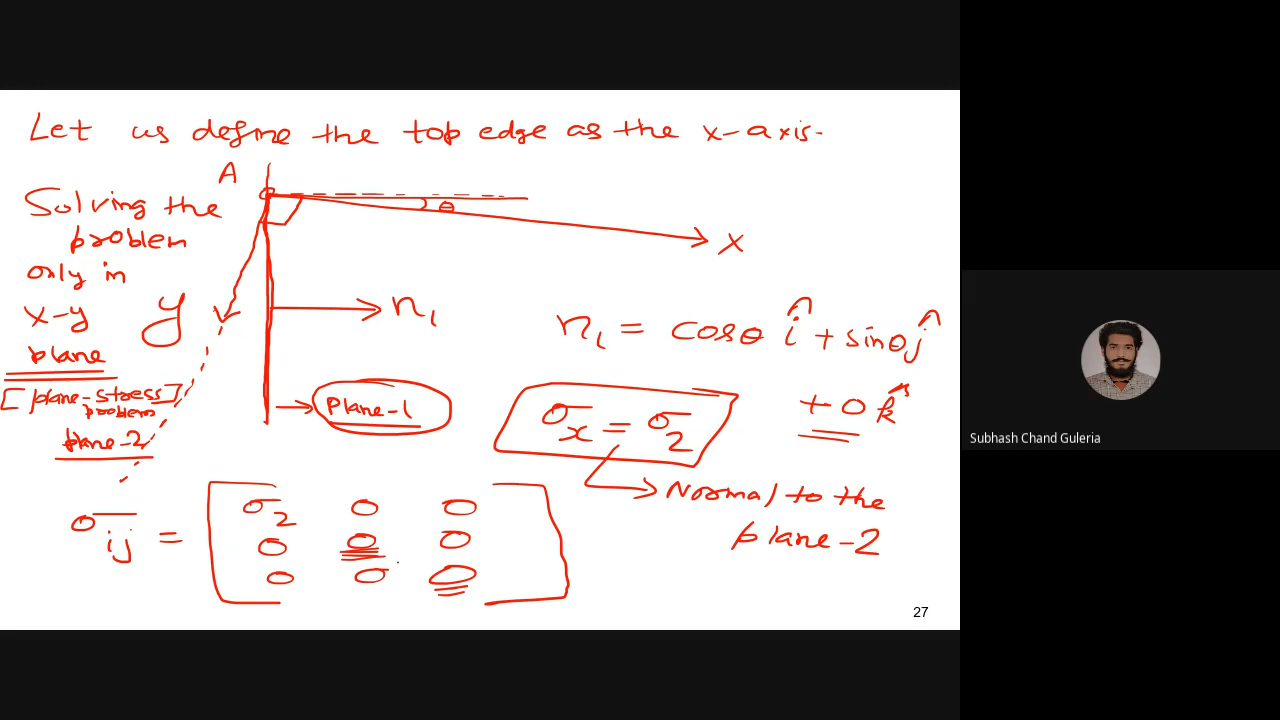 Let us define the top edge as the x-axis.
A
Solving the
problem
only in
x-y
plane
[plane-stress]
problem
plane-2
θ
x
y
n₁
n₁ = cosθ î + sinθ ĵ
+ 0 k̂
Plane-1
σx = σ2
Normal to the
plane-2
σij =
σ2 0 0
0 0 0
0 0 0
27
Subhash Chand Guleria